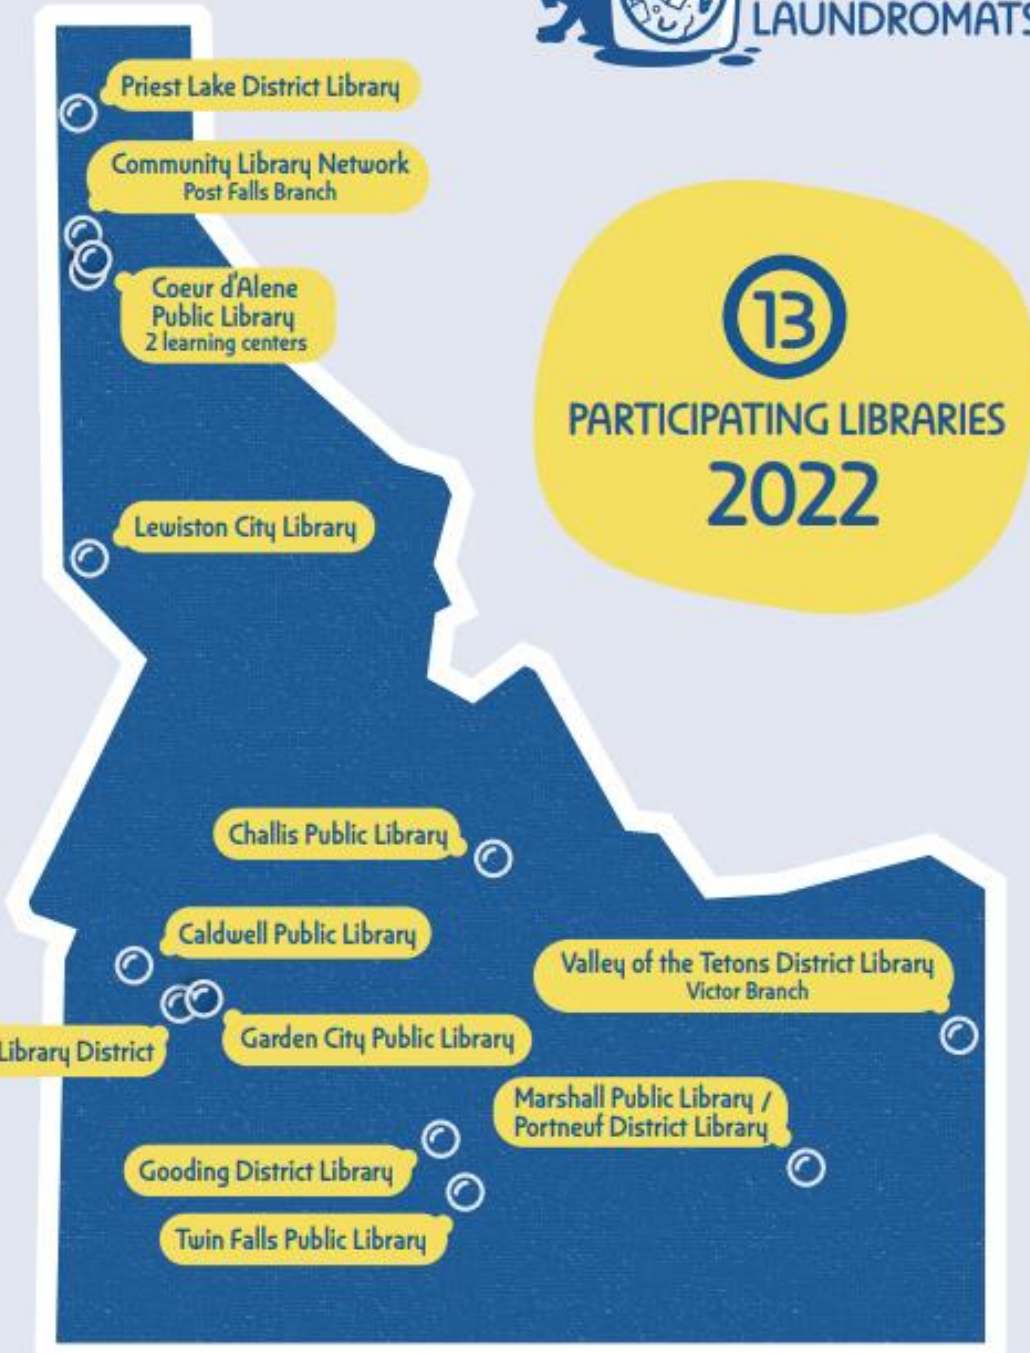 LAUNDROMATS
Priest Lake District Library
Community Library Network
Post Falls Branch
Coeur d'Alene
Public Library
2 learning centers
13
PARTICIPATING LIBRARIES
2022
Lewiston City Library
Challis Public Library
Caldwell Public Library
Valley of the Tetons District Library
Victor Branch
Library District
Garden City Public Library
Marshall Public Library /
Portneuf District Library
Gooding District Library
Twin Falls Public Library